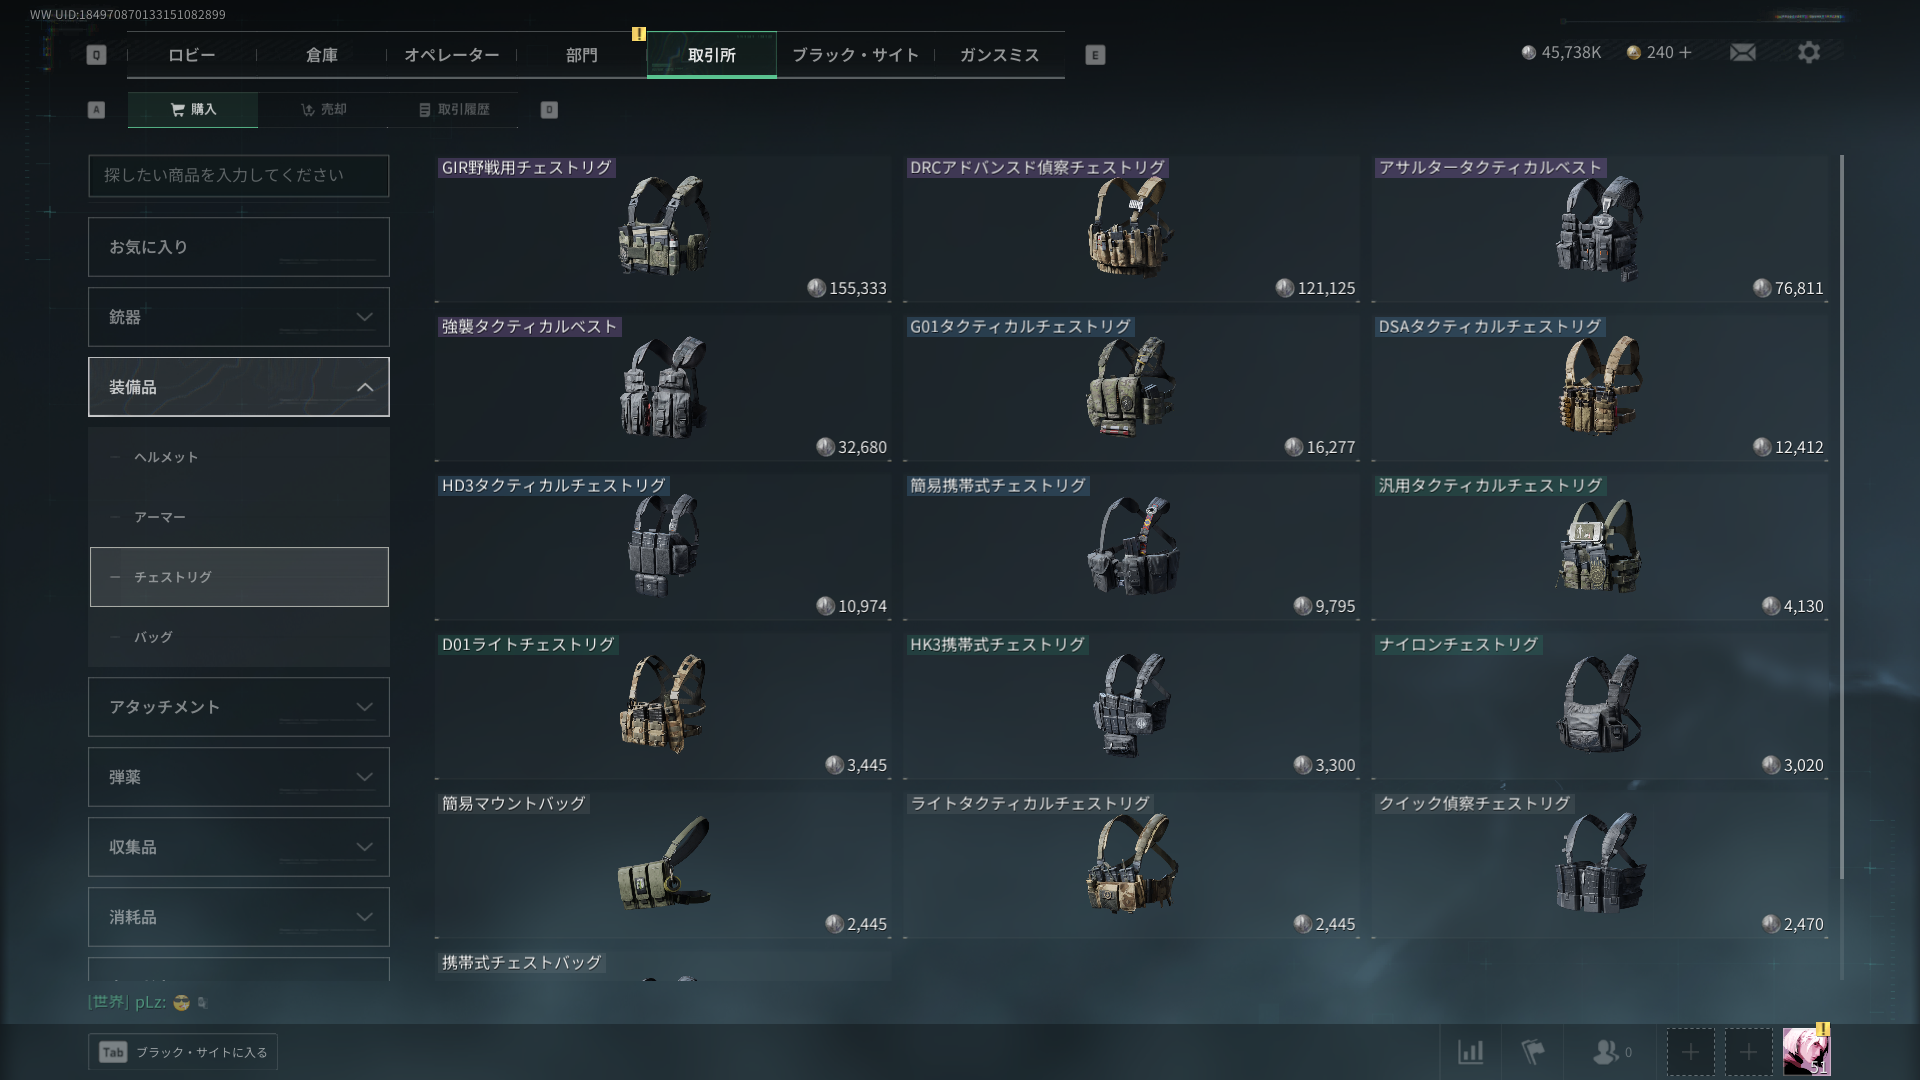 WW UID:184970870133151082899
Q ロビー 倉庫 オペレーター 部門 取引所 ブラック・サイト ガンスミス E 45,738K 240 +
A 購入 売却 取引履歴 D
探したい商品を入力してください
お気に入り
銃器
装備品
ヘルメット
アーマー
チェストリグ
バッグ
アタッチメント
弾薬
収集品
消耗品
GIR野戦用チェストリグ
155,333
DRCアドバンスド偵察チェストリグ
121,125
アサルタータクティカルベスト
76,811
強襲タクティカルベスト
32,680
G01タクティカルチェストリグ
16,277
DSAタクティカルチェストリグ
12,412
HD3タクティカルチェストリグ
10,974
簡易携帯式チェストリグ
9,795
汎用タクティカルチェストリグ
4,130
D01ライトチェストリグ
3,445
HK3携帯式チェストリグ
3,300
ナイロンチェストリグ
3,020
簡易マウントバッグ
2,445
ライトタクティカルチェストリグ
2,445
クイック偵察チェストリグ
2,470
携帯式チェストバッグ
[世界] pLz:
Tab ブラック・サイトに入る
0
51